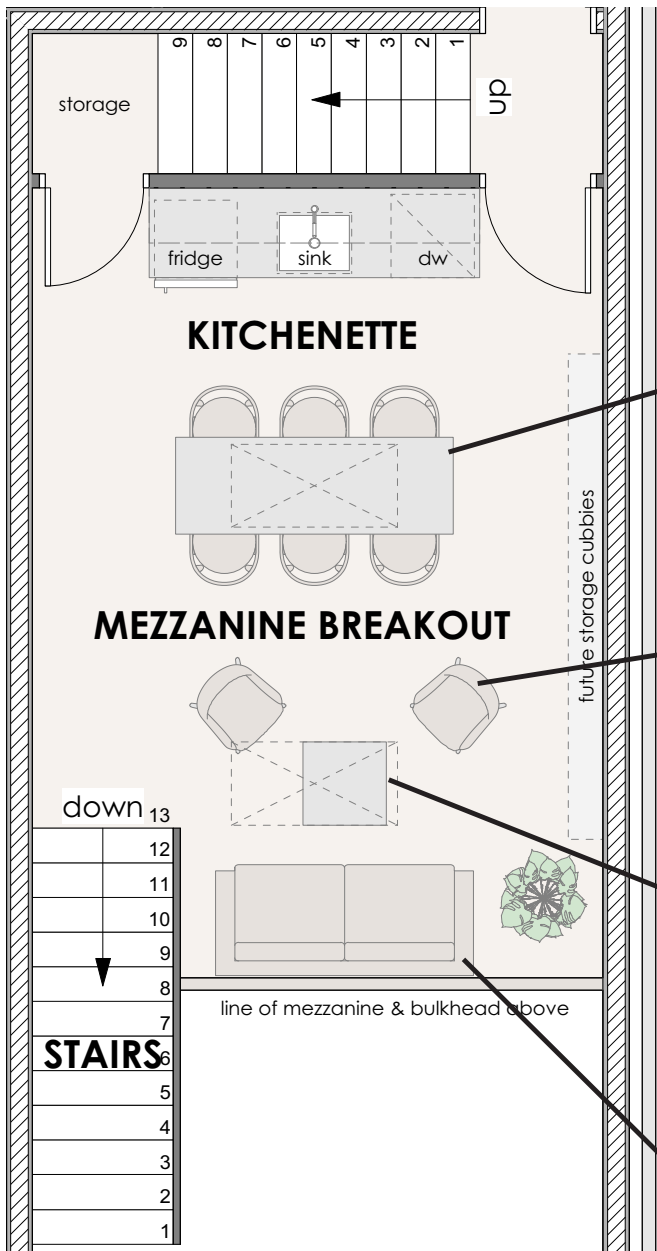 9 8 7 6 5 4 3 2 1
storage
up
fridge
sink
dw
KITCHENETTE
future storage cubbies
MEZZANINE BREAKOUT
down
13
12
11
10
9
8
line of mezzanine & bulkhead above
7
STAIRS
6
5
4
3
2
1